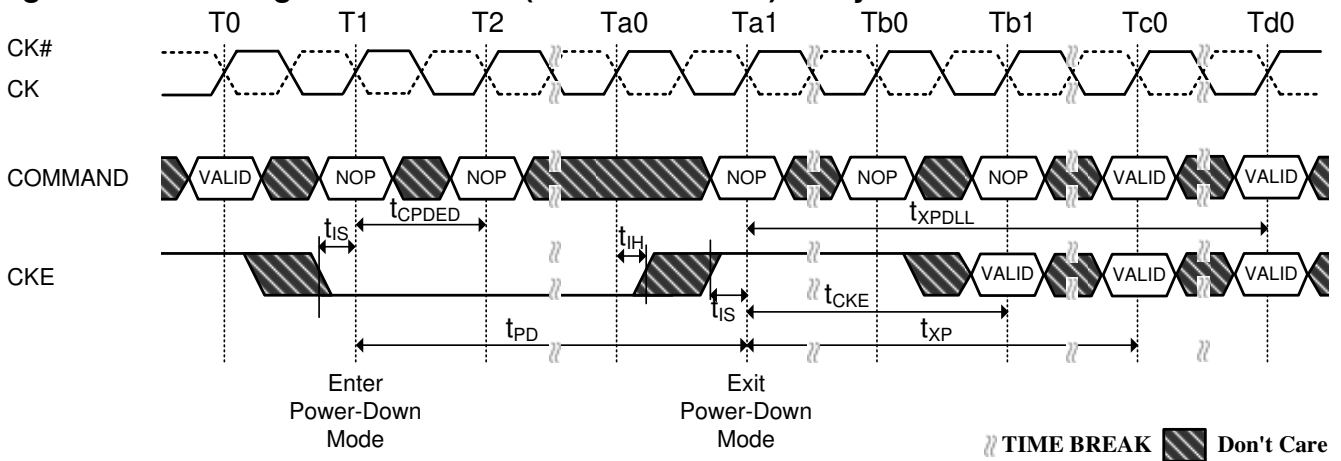 T0 T1 T2 Ta0 Ta1 Tb0 Tb1 Tc0 Td0
CK#
CK
COMMAND
VALID NOP NOP NOP NOP NOP VALID VALID
tCPDED tXPDLL
tIS tIH
CKE
VALID VALID VALID
tIS tCKE
tPD tXP
Enter
Power-Down
Mode
Exit
Power-Down
Mode
TIME BREAK Don't Care